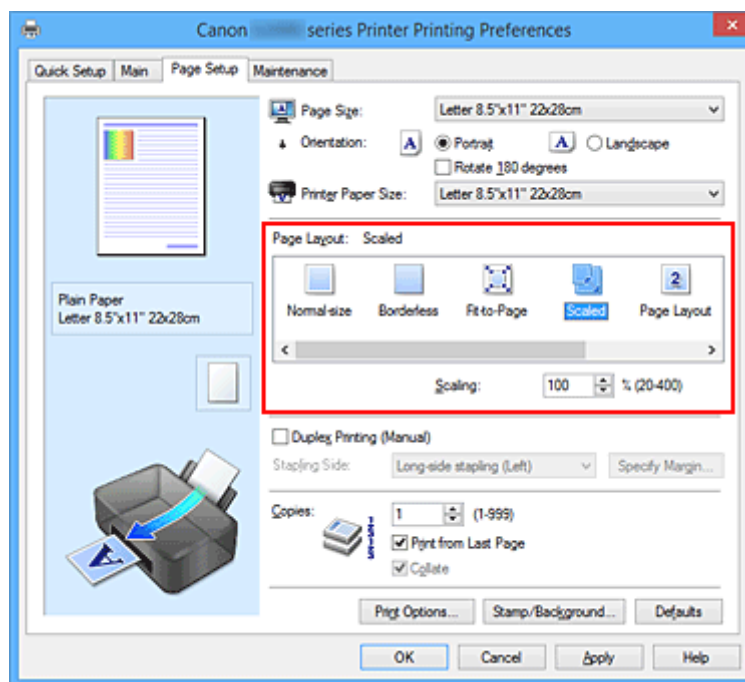 Canon series Printer Printing Preferences
Quick Setup Main Page Setup Maintenance
Page Size: Letter 8.5"x11" 22x28cm
Orientation: A Portrait A Landscape
Rotate 180 degrees
Printer Paper Size: Letter 8.5"x11" 22x28cm
Page Layout: Scaled
Plain Paper
Letter 8.5"x11" 22x28cm
2
Normal-size Borderless Fit-to-Page Scaled Page Layout
Scaling: 100 % (20-400)
Duplex Printing (Manual)
Stapling Side: Long-side stapling (Left) Specify Margin...
Copies: 1 (1-999)
Print from Last Page
Collate
A
Print Options... Stamp/Background... Defaults
OK Cancel Apply Help